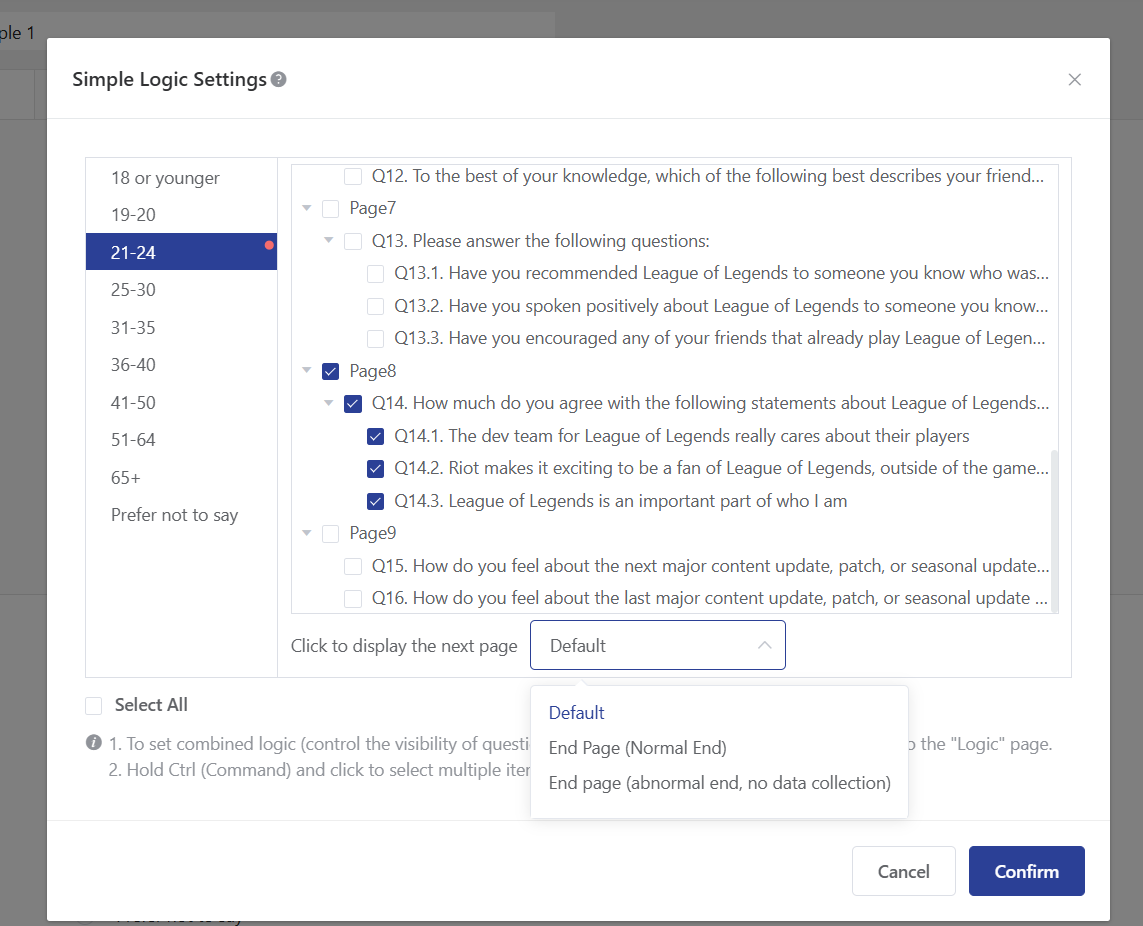 ple 1
Simple Logic Settings
18 or younger
19-20
21-24
25-30
31-35
36-40
41-50
51-64
65+
Prefer not to say
Q12. To the best of your knowledge, which of the following best describes your friend...
Page7
Q13. Please answer the following questions:
Q13.1. Have you recommended League of Legends to someone you know who was...
Q13.2. Have you spoken positively about League of Legends to someone you know...
Q13.3. Have you encouraged any of your friends that already play League of Legen...
Page8
Q14. How much do you agree with the following statements about League of Legends...
Q14.1. The dev team for League of Legends really cares about their players
Q14.2. Riot makes it exciting to be a fan of League of Legends, outside of the game...
Q14.3. League of Legends is an important part of who I am
Page9
Q15. How do you feel about the next major content update, patch, or seasonal update...
Q16. How do you feel about the last major content update, patch, or seasonal update ...
Click to display the next page Default
Default
End Page (Normal End)
End page (abnormal end, no data collection)
Select All
1. To set combined logic (control the visibility of questi o the "Logic" page.
2. Hold Ctrl (Command) and click to select multiple iter
Cancel Confirm